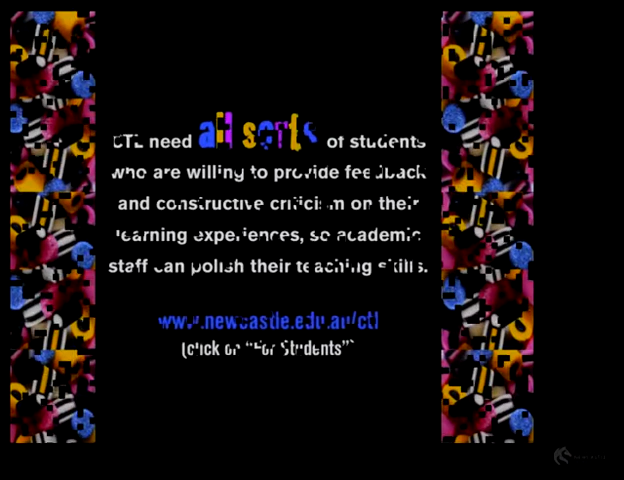 CTL need all sorts of students
who are willing to provide feedback
and constructive criticism on their
learning experiences, so academic
staff can polish their teaching skills.
www.newcastle.edu.au/ctl
(click on "For Students")